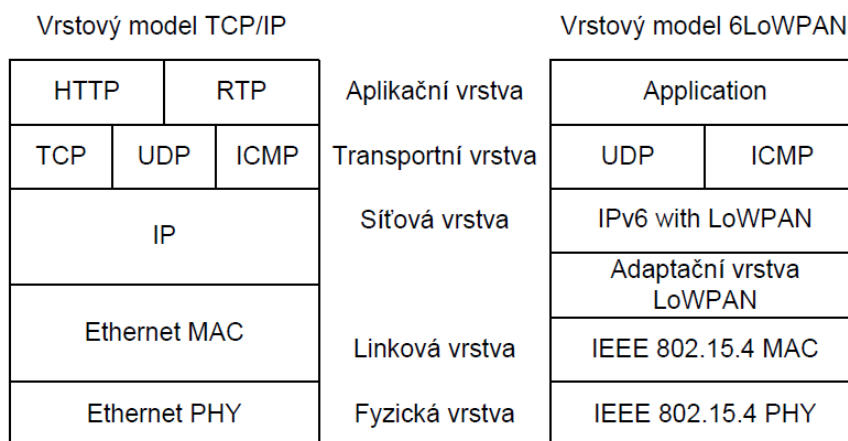 Vrstový model TCP/IP
Vrstový model 6LoWPAN
HTTP
RTP
Aplikační vrstva
Application
TCP
UDP
ICMP
Transportní vrstva
UDP
ICMP
IP
Síťová vrstva
IPv6 with LoWPAN
Adaptační vrstva
LoWPAN
Ethernet MAC
Linková vrstva
IEEE 802.15.4 MAC
Ethernet PHY
Fyzická vrstva
IEEE 802.15.4 PHY